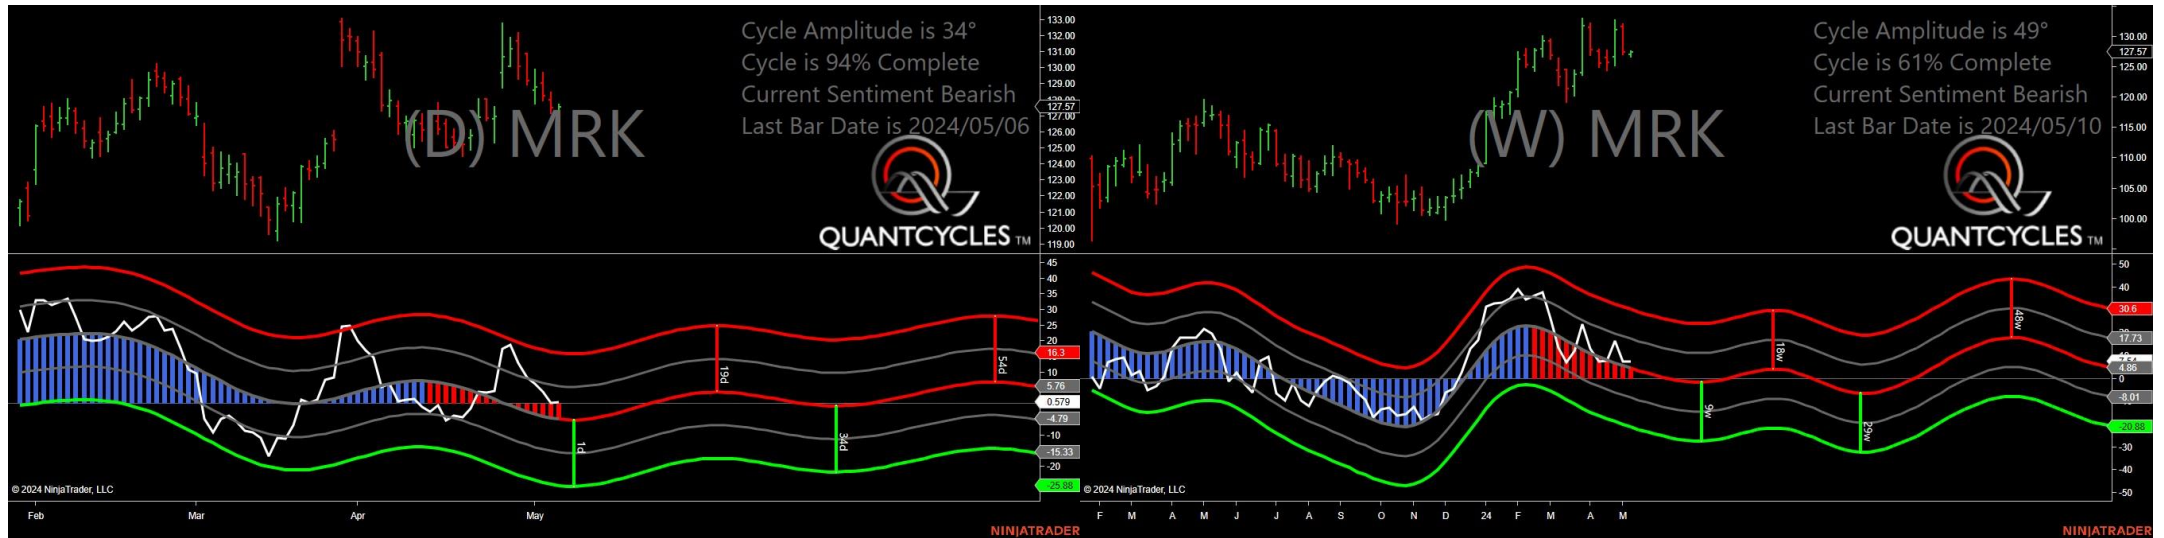 Cycle Amplitude is 34°
Cycle is 94% Complete
Current Sentiment Bearish
Last Bar Date is 2024/05/06
(D) MRK
QUANTCYCLES TM
133.00
132.00
131.00
130.00
129.00
128.00
127.57
127.00
126.00
125.00
124.00
123.00
122.00
121.00
120.00
119.00
45
40
35
30
25
20
16.3
10
5.76
0.579
-4.79
-10
-15.33
-20
-25.88
1d
19d
34d
54d
© 2024 NinjaTrader, LLC
Feb Mar Apr May
NINJATRADER
Cycle Amplitude is 49°
Cycle is 61% Complete
Current Sentiment Bearish
Last Bar Date is 2024/05/10
(W) MRK
QUANTCYCLES TM
130.00
127.57
125.00
120.00
115.00
110.00
105.00
100.00
50
40
30.6
17.73
7.54
4.86
0
-8.01
-20.88
-30
-40
-50
9w
18w
29w
48w
© 2024 NinjaTrader, LLC
F M A M J J A S O N D 24 F M A M
NINJATRADER